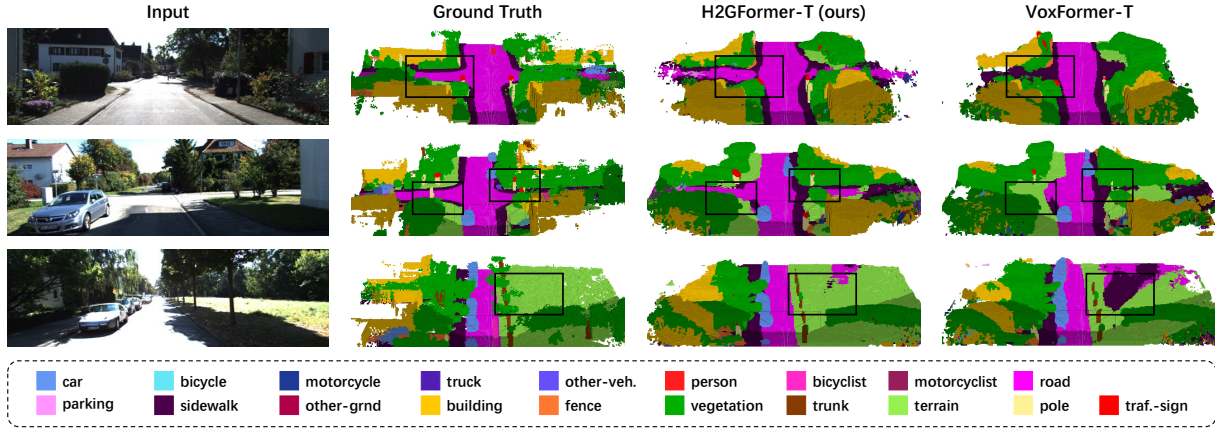 Input Ground Truth H2GFormer-T (ours) VoxFormer-T
car bicycle motorcycle truck other-veh. person bicyclist motorcyclist road
parking sidewalk other-grnd building fence vegetation trunk terrain pole traf.-sign